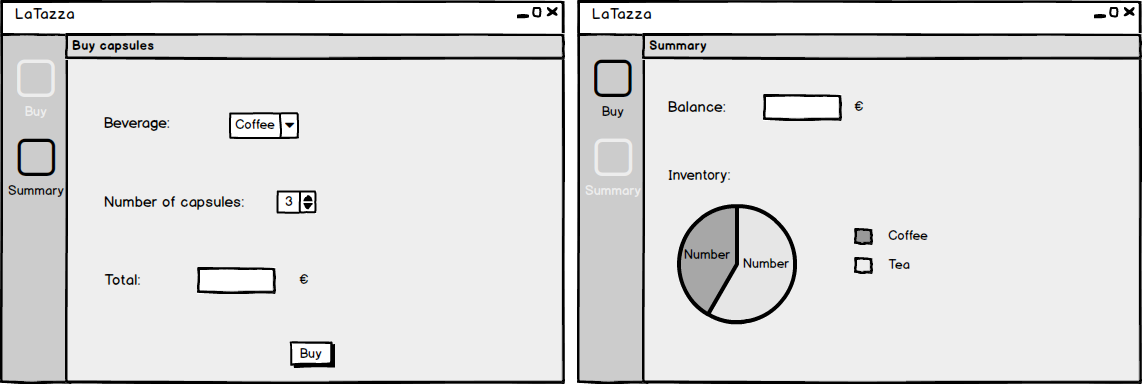 LaTazza
Buy capsules
Buy
Summary
Beverage:
Coffee
Number of capsules:
3
Total:
€
Buy
LaTazza
Summary
Buy
Summary
Balance:
€
Inventory:
Number
Number
Coffee
Tea